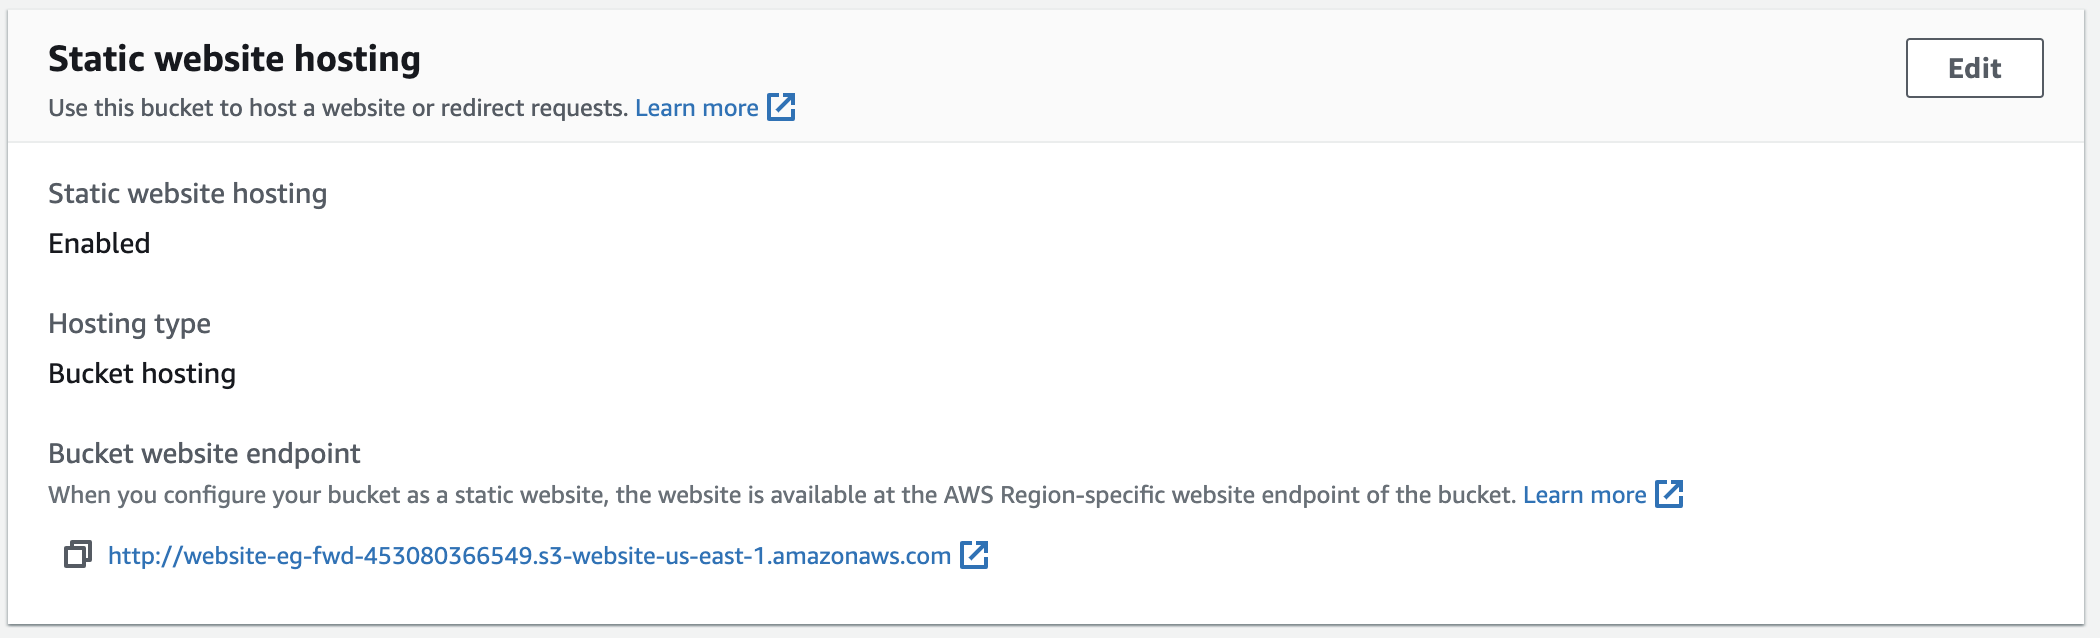 Static website hosting
Edit
Use this bucket to host a website or redirect requests. Learn more
Static website hosting
Enabled
Hosting type
Bucket hosting
Bucket website endpoint
When you configure your bucket as a static website, the website is available at the AWS Region-specific website endpoint of the bucket. Learn more
http://website-eg-fwd-453080366549.s3-website-us-east-1.amazonaws.com